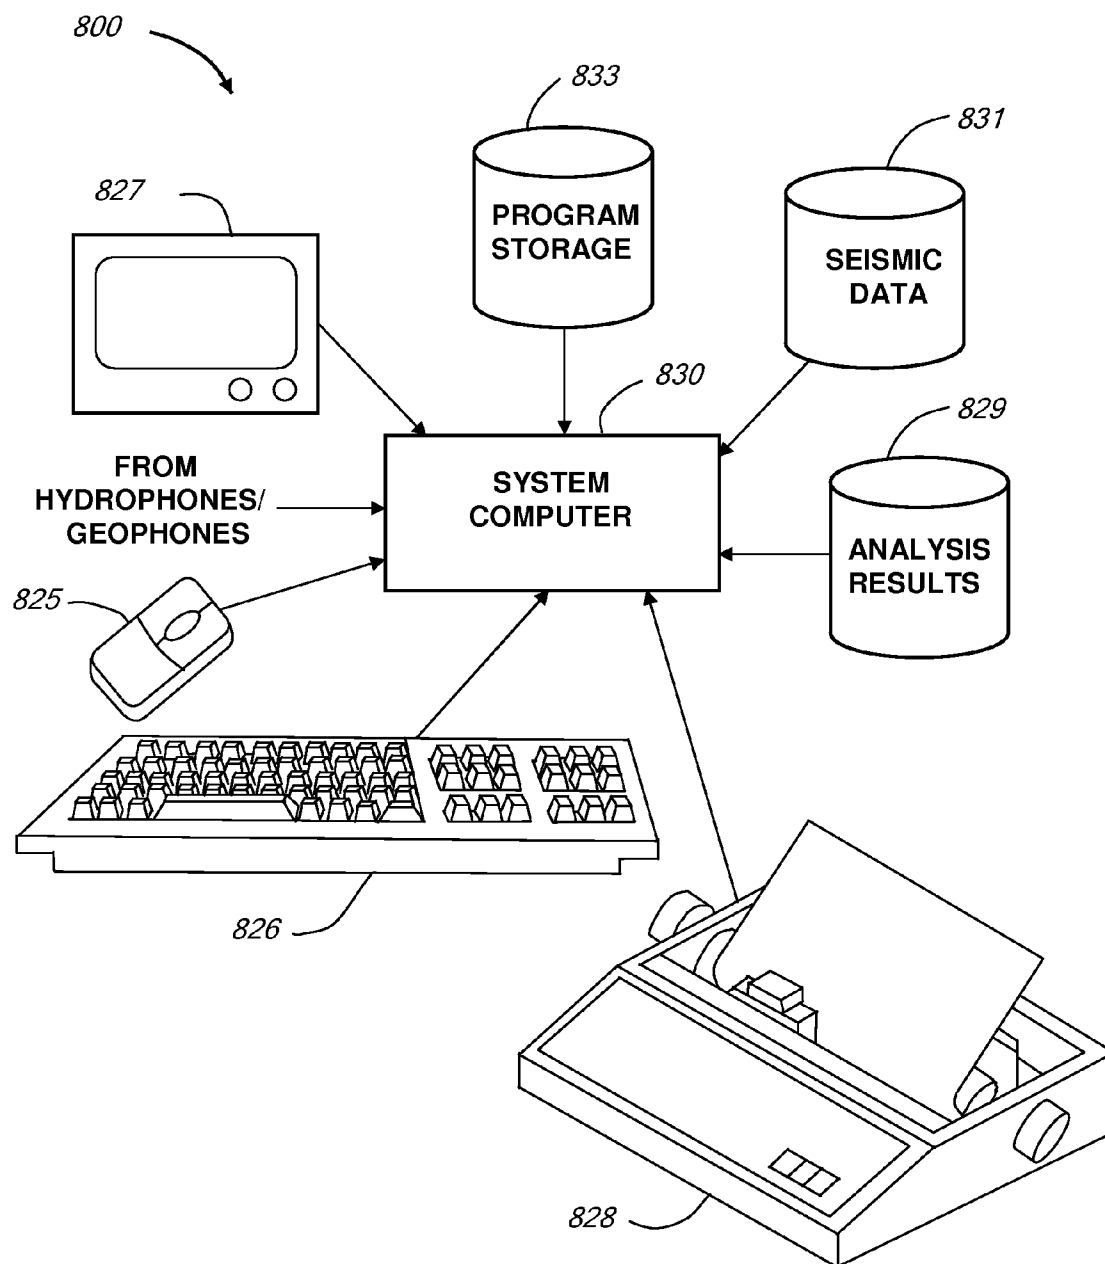 800
833
831
827
PROGRAM
STORAGE
SEISMIC
DATA
830
829
FROM
HYDROPHONES/
GEOPHONES
SYSTEM
COMPUTER
ANALYSIS
RESULTS
825
826
828